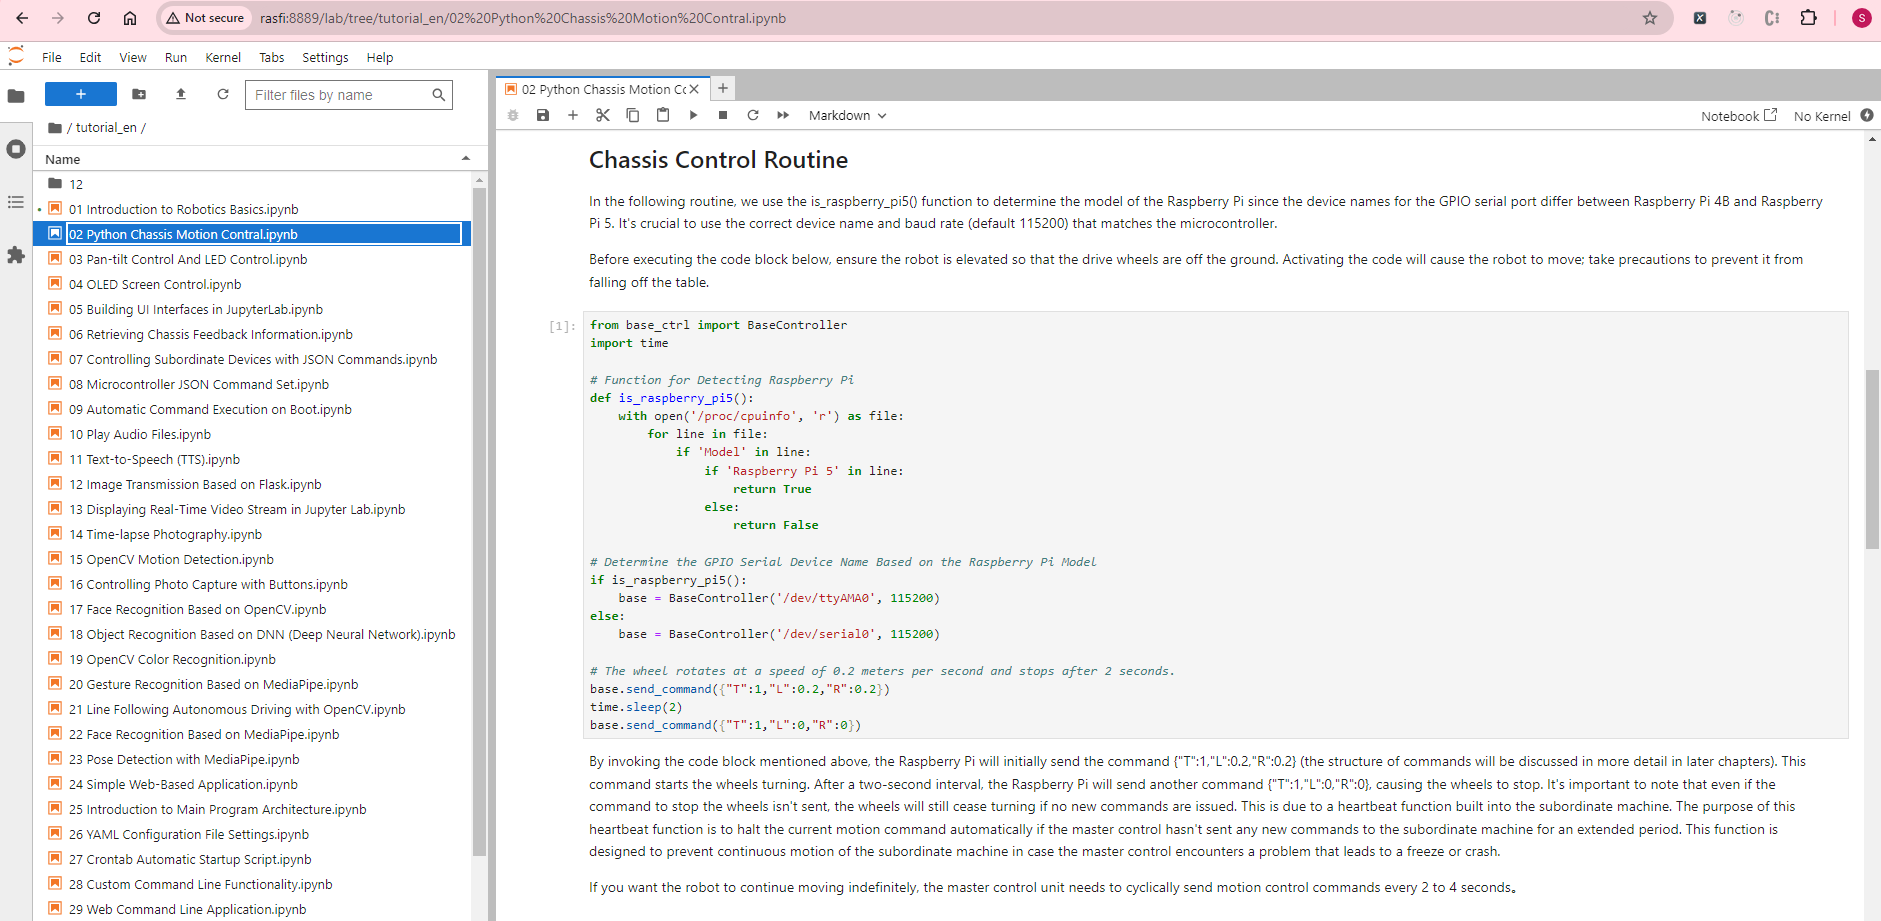 Not secure
rasfi:8889/lab/tree/tutorial_en/02%20Python%20Chassis%20Motion%20Contral.ipynb
S
File Edit View Run Kernel Tabs Settings Help
+
Filter files by name
/ tutorial_en /
Name
12
01 Introduction to Robotics Basics.ipynb
02 Python Chassis Motion Contral.ipynb
03 Pan-tilt Control And LED Control.ipynb
04 OLED Screen Control.ipynb
05 Building UI Interfaces in JupyterLab.ipynb
06 Retrieving Chassis Feedback Information.ipynb
07 Controlling Subordinate Devices with JSON Commands.ipynb
08 Microcontroller JSON Command Set.ipynb
09 Automatic Command Execution on Boot.ipynb
10 Play Audio Files.ipynb
11 Text-to-Speech (TTS).ipynb
12 Image Transmission Based on Flask.ipynb
13 Displaying Real-Time Video Stream in Jupyter Lab.ipynb
14 Time-lapse Photography.ipynb
15 OpenCV Motion Detection.ipynb
16 Controlling Photo Capture with Buttons.ipynb
17 Face Recognition Based on OpenCV.ipynb
18 Object Recognition Based on DNN (Deep Neural Network).ipynb
19 OpenCV Color Recognition.ipynb
20 Gesture Recognition Based on MediaPipe.ipynb
21 Line Following Autonomous Driving with OpenCV.ipynb
22 Face Recognition Based on MediaPipe.ipynb
23 Pose Detection with MediaPipe.ipynb
24 Simple Web-Based Application.ipynb
25 Introduction to Main Program Architecture.ipynb
26 YAML Configuration File Settings.ipynb
27 Crontab Automatic Startup Script.ipynb
28 Custom Command Line Functionality.ipynb
29 Web Command Line Application.ipynb
02 Python Chassis Motion Cc
Markdown
Notebook
No Kernel
Chassis Control Routine
In the following routine, we use the is_raspberry_pi5() function to determine the model of the Raspberry Pi since the device names for the GPIO serial port differ between Raspberry Pi 4B and Raspberry
Pi 5. It's crucial to use the correct device name and baud rate (default 115200) that matches the microcontroller.
Before executing the code block below, ensure the robot is elevated so that the drive wheels are off the ground. Activating the code will cause the robot to move; take precautions to prevent it from
falling off the table.
[1]:
from base_ctrl import BaseController
import time
# Function for Detecting Raspberry Pi
def is_raspberry_pi5():
    with open('/proc/cpuinfo', 'r') as file:
        for line in file:
            if 'Model' in line:
                if 'Raspberry Pi 5' in line:
                    return True
                else:
                    return False
# Determine the GPIO Serial Device Name Based on the Raspberry Pi Model
if is_raspberry_pi5():
    base = BaseController('/dev/ttyAMA0', 115200)
else:
    base = BaseController('/dev/serial0', 115200)
# The wheel rotates at a speed of 0.2 meters per second and stops after 2 seconds.
base.send_command({"T":1,"L":0.2,"R":0.2})
time.sleep(2)
base.send_command({"T":1,"L":0,"R":0})
By invoking the code block mentioned above, the Raspberry Pi will initially send the command {"T":1,"L":0.2,"R":0.2} (the structure of commands will be discussed in more detail in later chapters). This
command starts the wheels turning. After a two-second interval, the Raspberry Pi will send another command {"T":1,"L":0,"R":0}, causing the wheels to stop. It's important to note that even if the
command to stop the wheels isn't sent, the wheels will still cease turning if no new commands are issued. This is due to a heartbeat function built into the subordinate machine. The purpose of this
heartbeat function is to halt the current motion command automatically if the master control hasn't sent any new commands to the subordinate machine for an extended period. This function is
designed to prevent continuous motion of the subordinate machine in case the master control encounters a problem that leads to a freeze or crash.
If you want the robot to continue moving indefinitely, the master control unit needs to cyclically send motion control commands every 2 to 4 seconds。